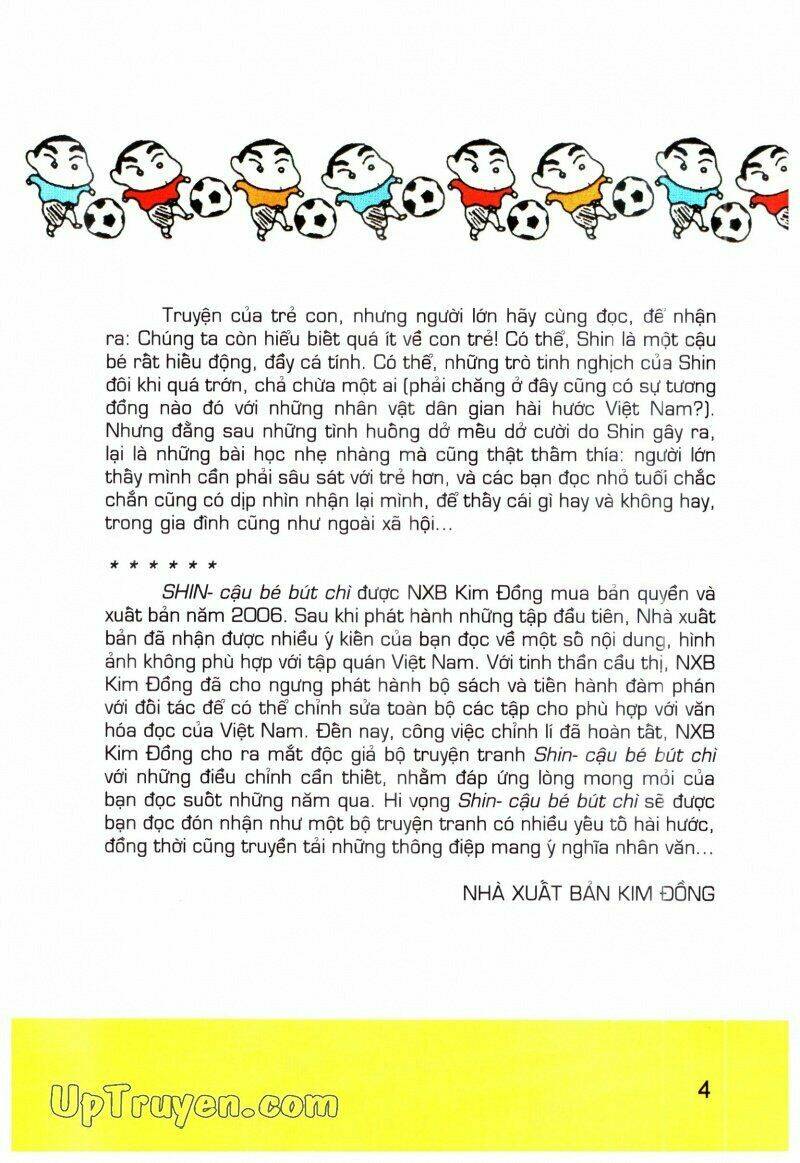 Truyện của trẻ con, nhưng người lớn hãy cùng đọc, để nhận
ra: Chúng ta còn hiểu biết quá ít về con trẻ! Có thể, Shin là một cậu
bé rất hiếu động, đầy cá tính. Có thể, những trò tinh nghịch của Shin
đôi khi quá trớn, chả chừa một ai (phải chăng ở đây cũng có sự tương
đồng nào đó với những nhân vật dân gian hài hước Việt Nam?).
Nhưng đằng sau những tình huống dở mếu dở cười do Shin gây ra,
lại là những bài học nhẹ nhàng mà cũng thật thấm thía: người lớn
thấy mình cần phải sâu sát với trẻ hơn, và các bạn đọc nhỏ tuổi chắc
chắn cũng có dịp nhìn nhận lại mình, để thấy cái gì hay và không hay,
trong gia đình cũng như ngoài xã hội...
* * * * * *
SHIN- cậu bé bút chì được NXB Kim Đồng mua bản quyền và
xuất bản năm 2006. Sau khi phát hành những tập đầu tiên, Nhà xuất
bản đã nhận được nhiều ý kiến của bạn đọc về một số nội dung, hình
ảnh không phù hợp với tập quán Việt Nam. Với tinh thần cầu thị, NXB
Kim Đồng đã cho ngưng phát hành bộ sách và tiến hành đàm phán
với đối tác để có thể chỉnh sửa toàn bộ các tập cho phù hợp với văn
hóa đọc của Việt Nam. Đến nay, công việc chỉnh lí đã hoàn tất, NXB
Kim Đồng cho ra mắt độc giả bộ truyện tranh Shin- cậu bé bút chì
với những điều chỉnh cần thiết, nhằm đáp ứng lòng mong mỏi của
bạn đọc suốt những năm qua. Hi vọng Shin- cậu bé bút chì sẽ được
bạn đọc đón nhận như một bộ truyện tranh có nhiều yếu tố hài hước,
đồng thời cũng truyền tải những thông điệp mang ý nghĩa nhân văn...
NHÀ XUẤT BẢN KIM ĐỒNG
4
UpTruyen.com